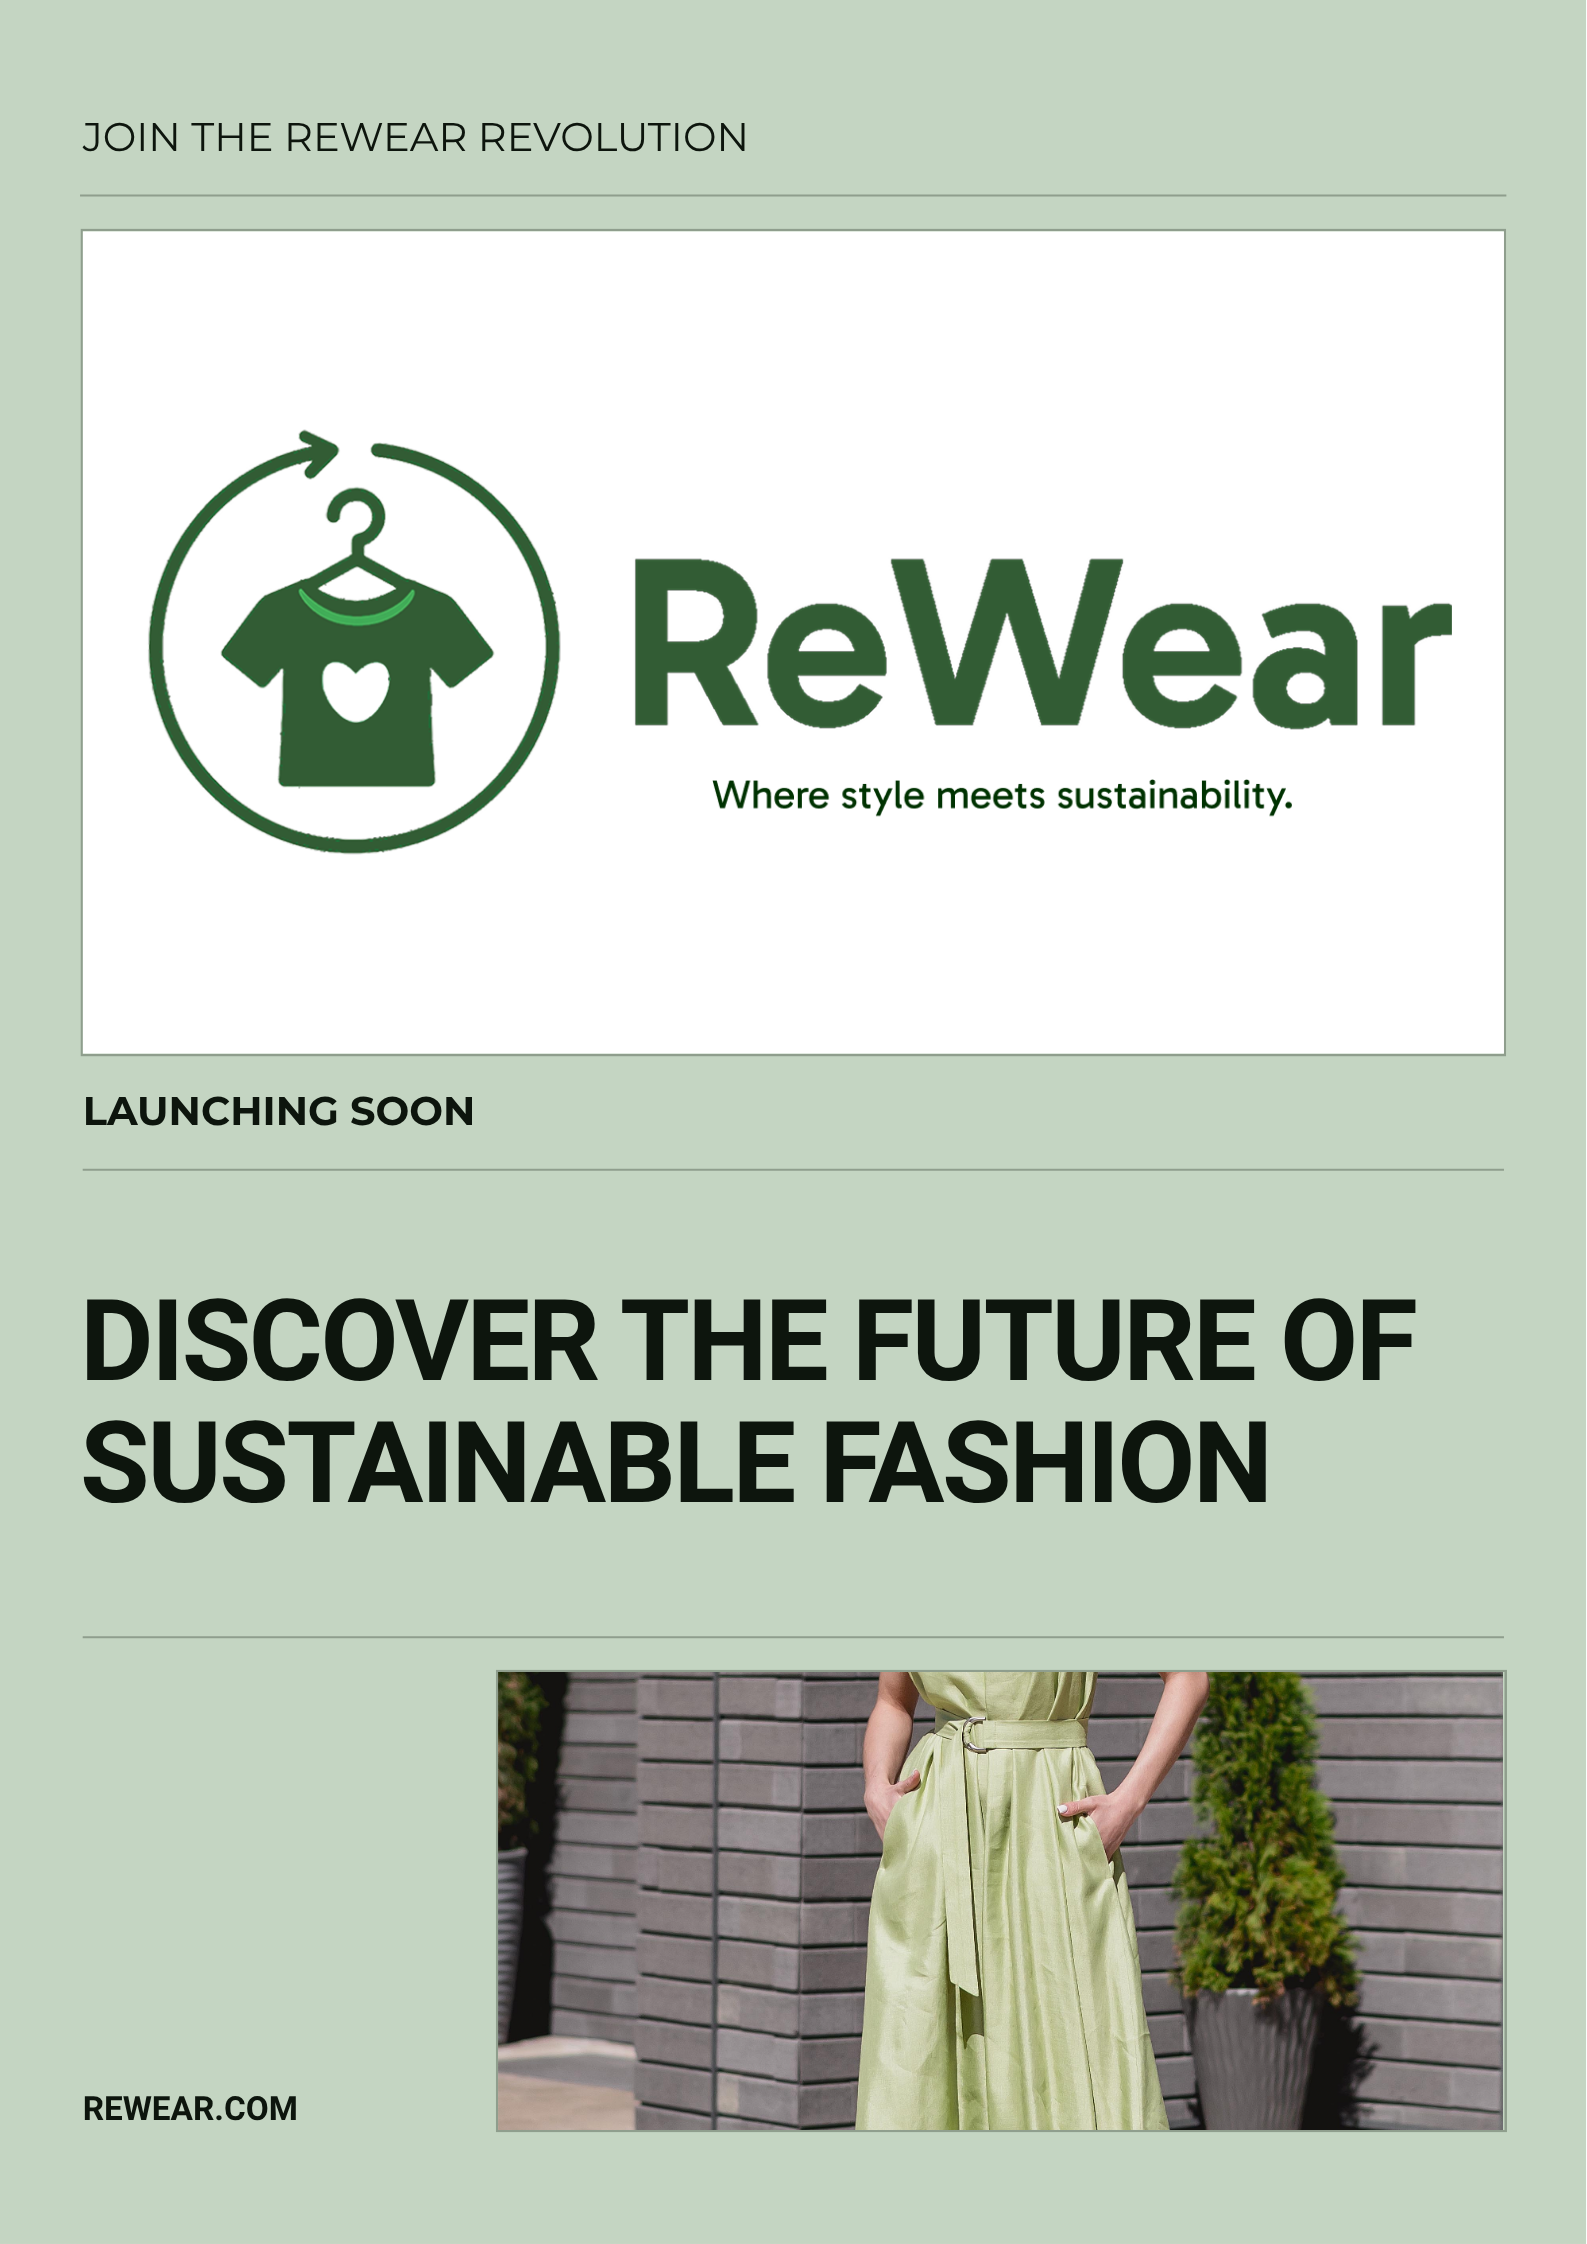 JOIN THE REWEAR REVOLUTION
ReWear
Where style meets sustainability.
LAUNCHING SOON
DISCOVER THE FUTURE OF
SUSTAINABLE FASHION
REWEAR.COM